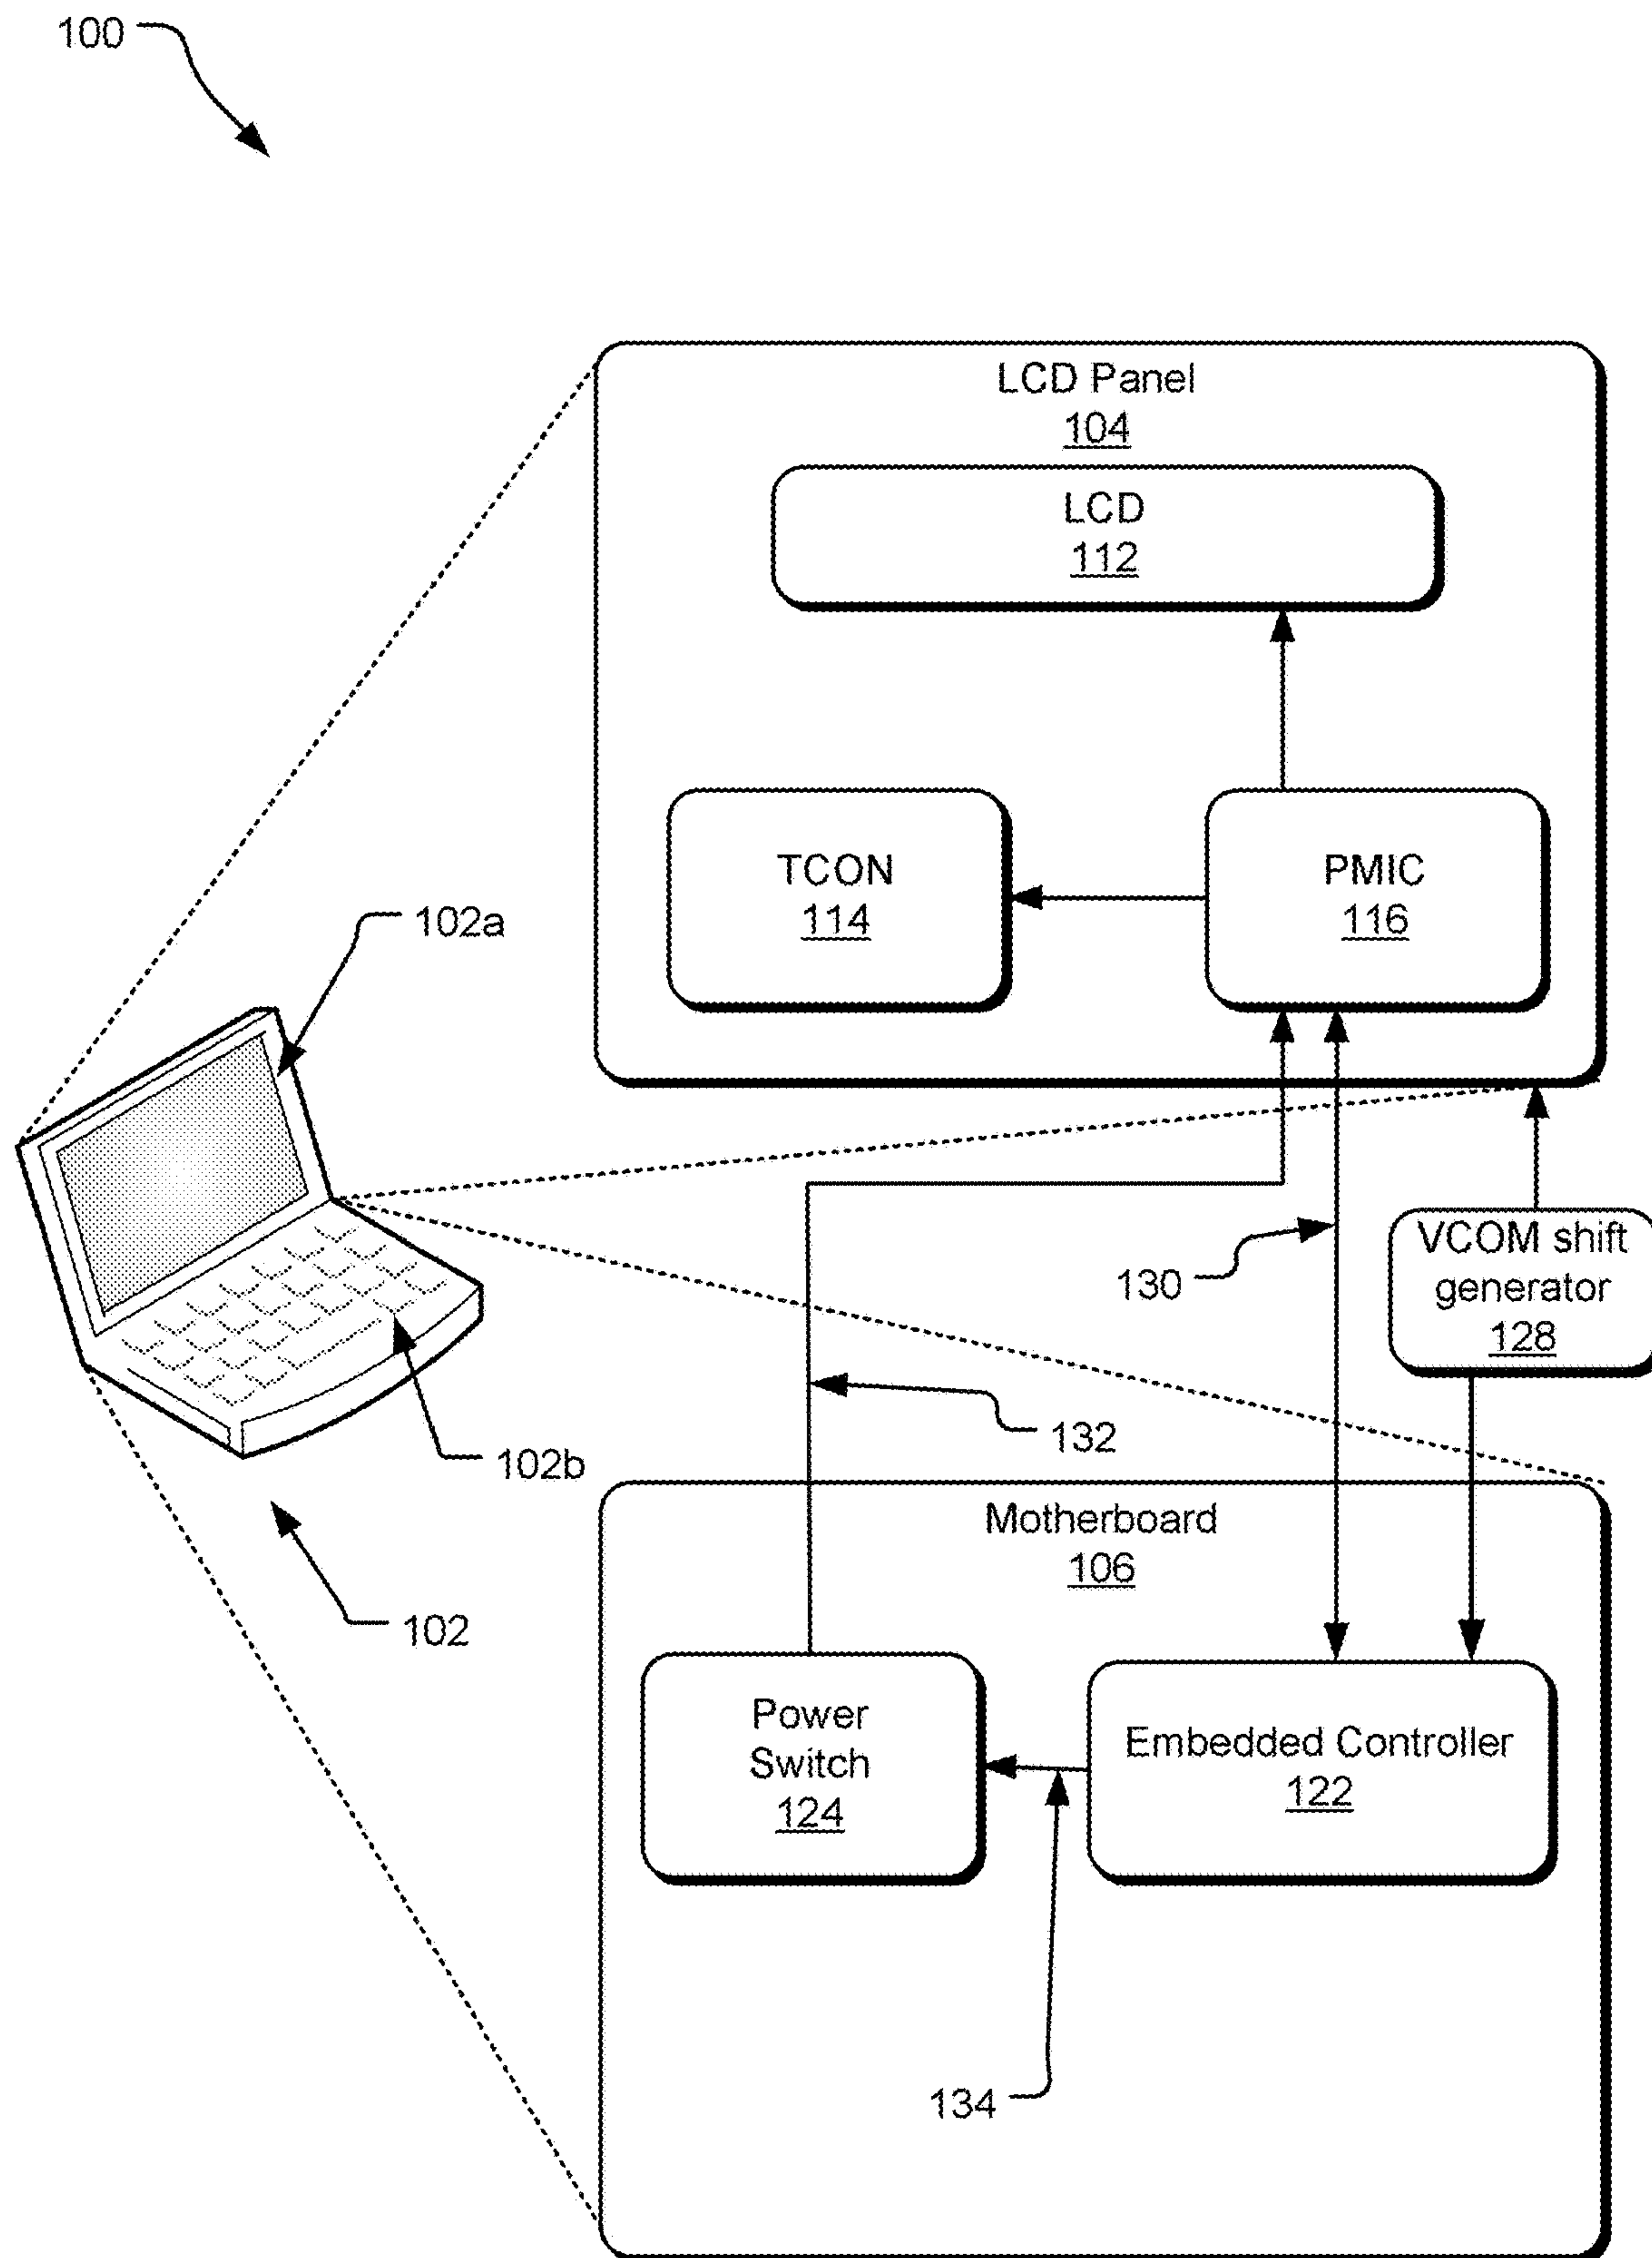 100
LCD Panel
104
LCD
112
TCON
114
PMIC
116
102a
130
VCOM shift
generator
128
132
102b
Motherboard
106
102
Power
Switch
124
Embedded Controller
122
134